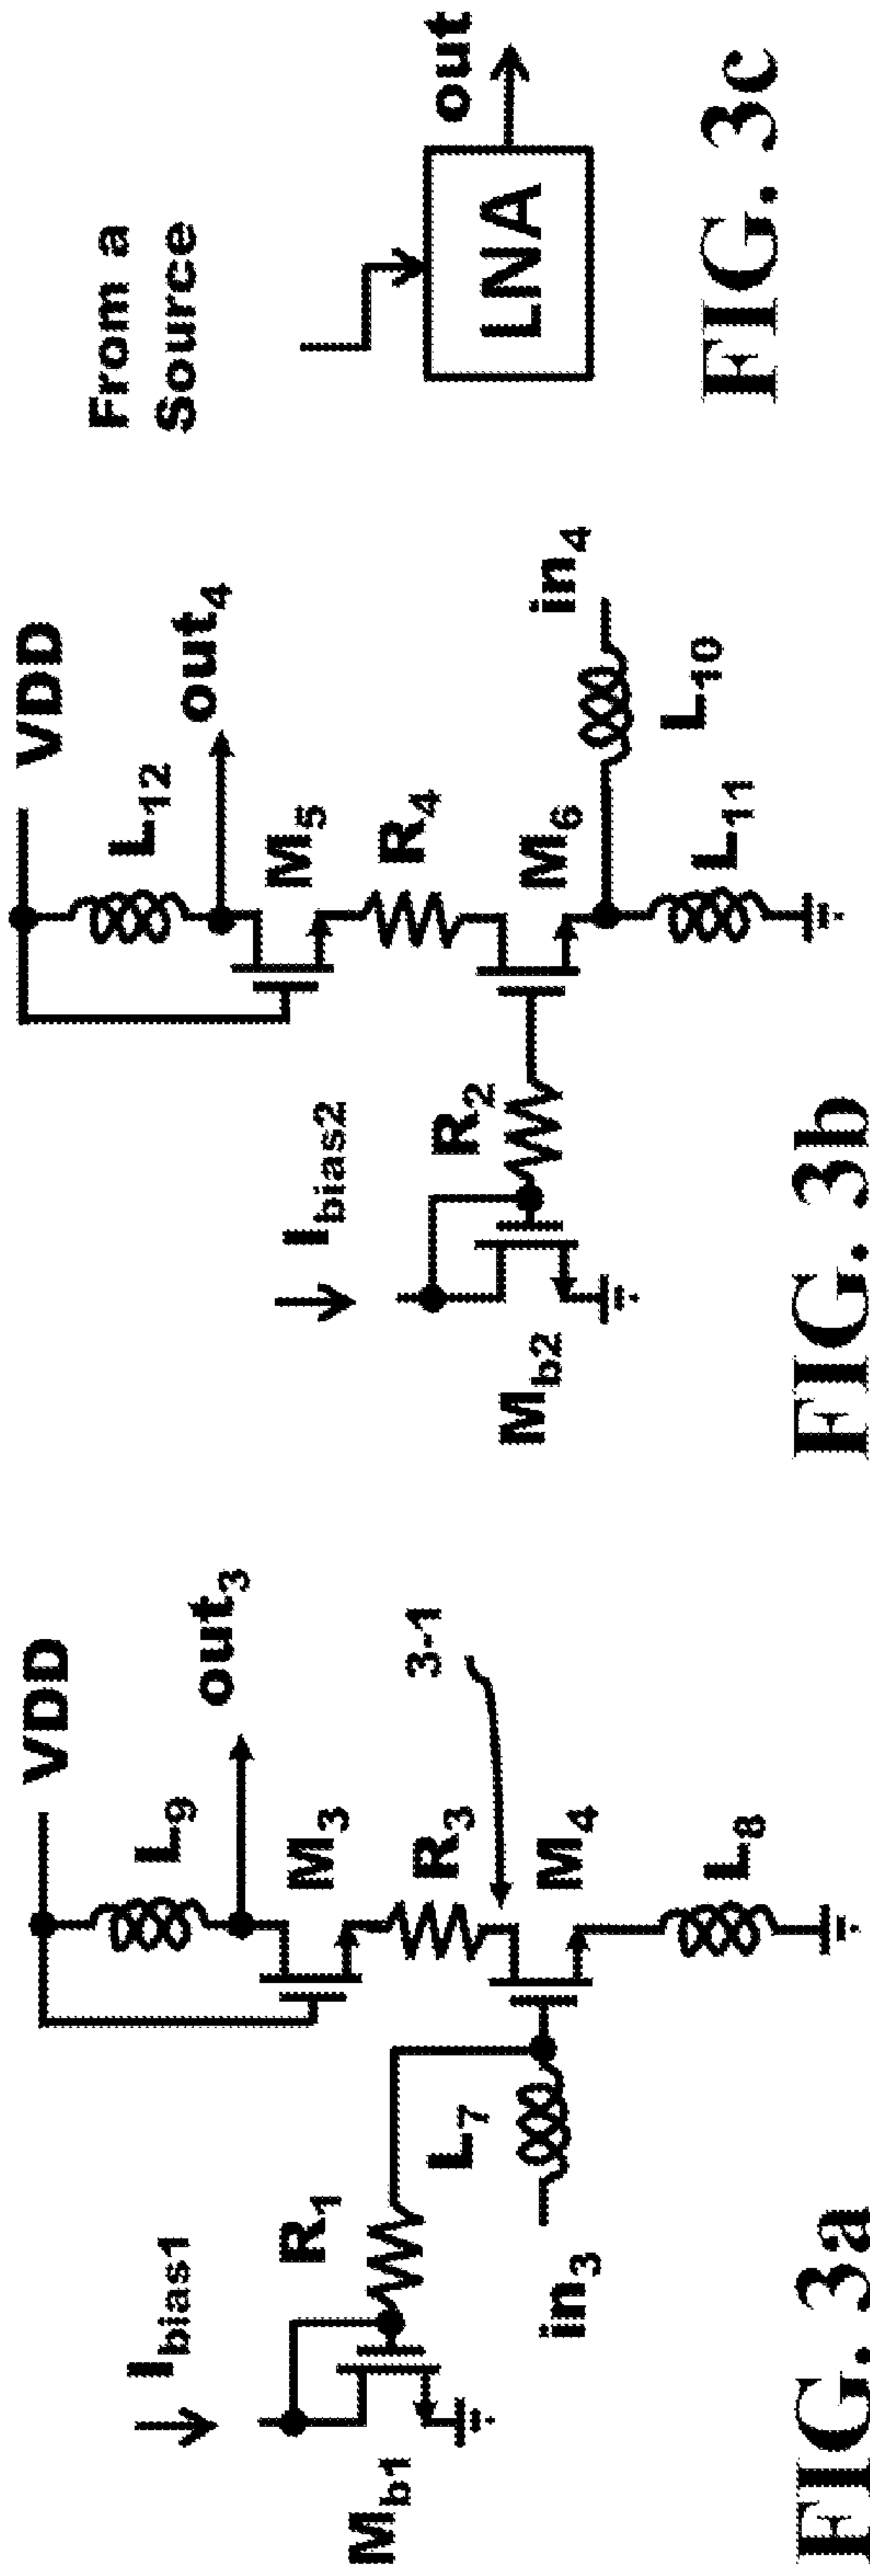 VDD
L9
out3
Ibias1
M3
R1
R3
3-1
Mb1
L7
M4
in3
L8
FIG. 3a
VDD
L12
out4
Ibias2
M5
R4
R2
M6
in4
Mb2
L10
L11
FIG. 3b
From a
Source
out
LNA
FIG. 3c